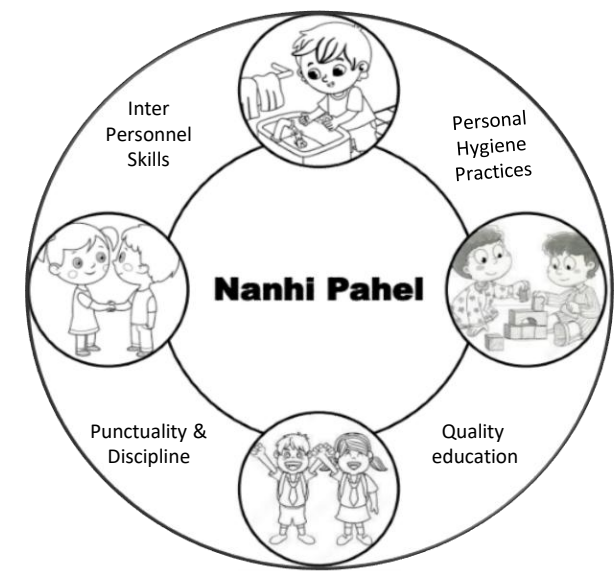 Inter
Personnel
Skills
Personal
Hygiene
Practices
Nanhi Pahel
Punctuality &
Discipline
Quality
education